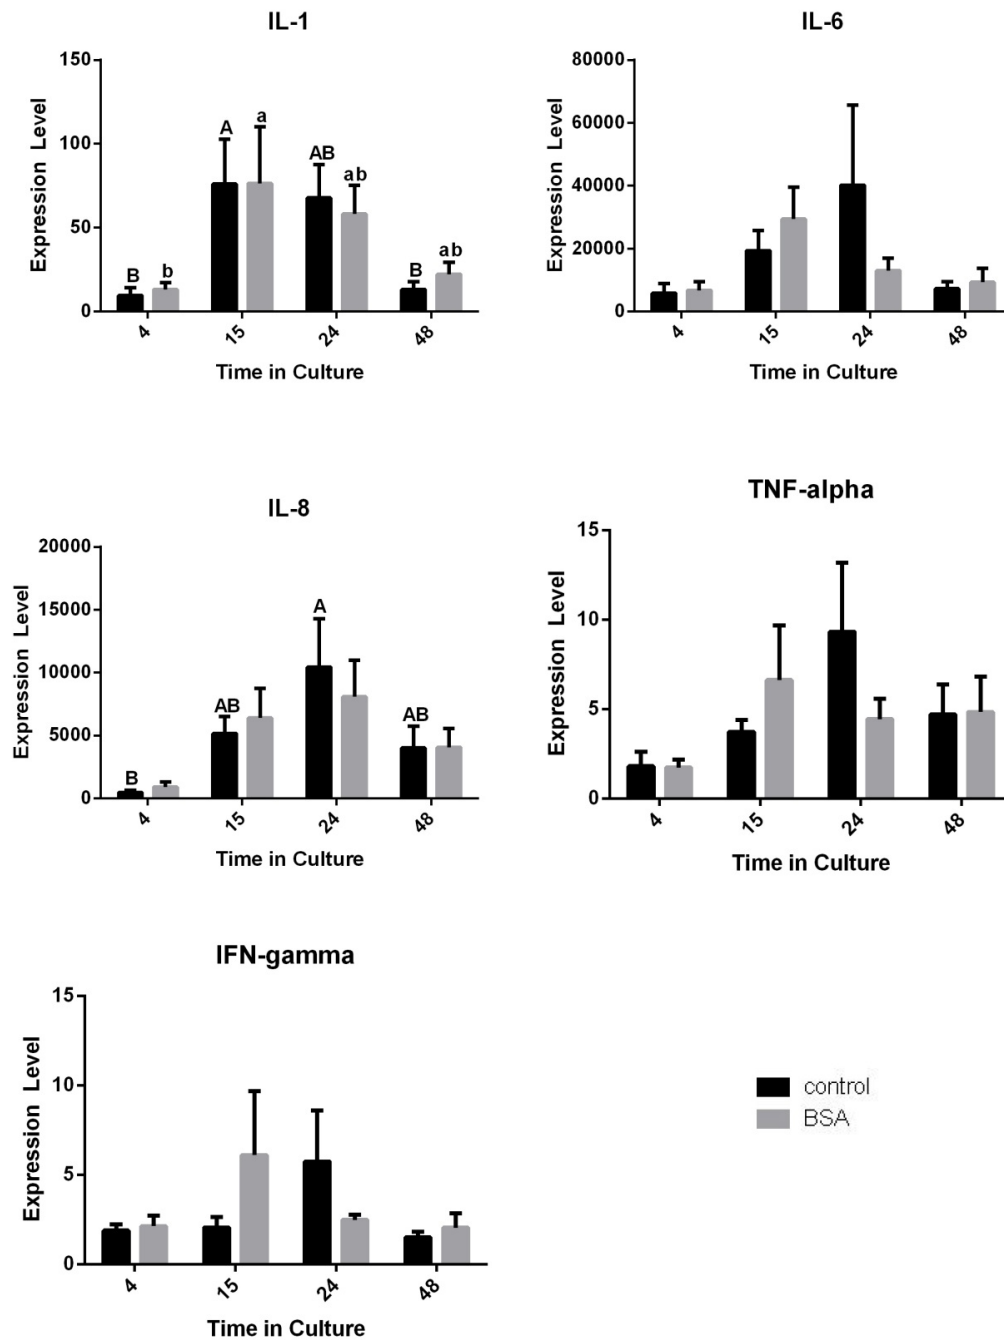 IL-1
150
100
50
0
Expression Level
B b A a AB ab B ab
4 15 24 48
Time in Culture
IL-6
80000
60000
40000
20000
0
Expression Level
4 15 24 48
Time in Culture
IL-8
20000
15000
10000
5000
0
Expression Level
B AB A AB
4 15 24 48
Time in Culture
TNF-alpha
15
10
5
0
Expression Level
4 15 24 48
Time in Culture
IFN-gamma
15
10
5
0
Expression Level
4 15 24 48
Time in Culture
control
BSA